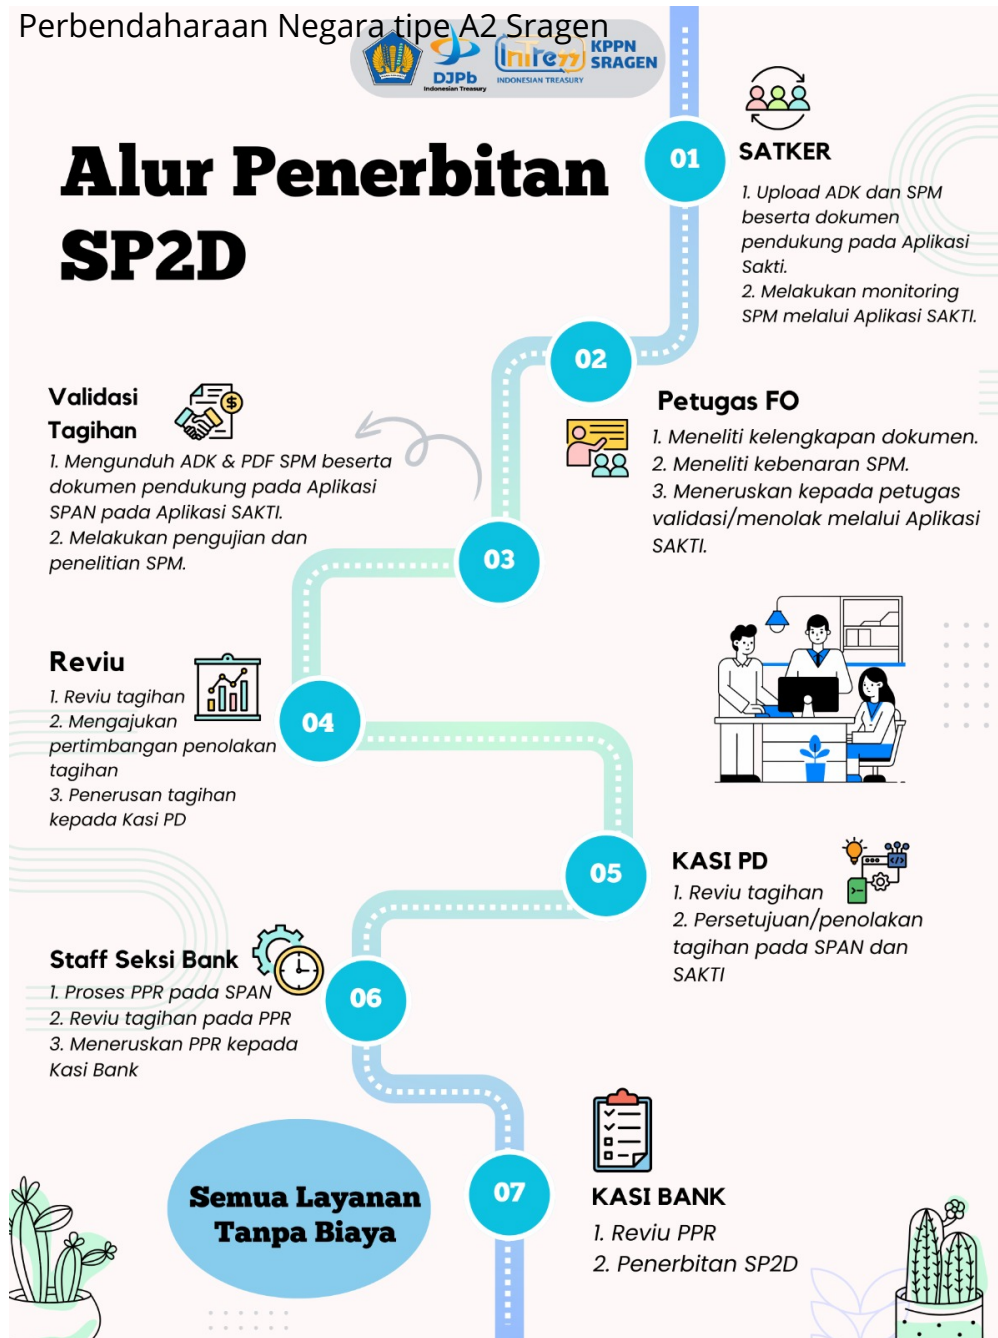 Perbendaharaan Negara tipe A2 Sragen
DJPb
Indonesian Treasury
InTress
INDONESIAN TREASURY
KPPN
SRAGEN
Alur Penerbitan
SP2D
01
SATKER
1. Upload ADK dan SPM
beserta dokumen
pendukung pada Aplikasi
Sakti.
2. Melakukan monitoring
SPM melalui Aplikasi SAKTI.
02
Petugas FO
1. Meneliti kelengkapan dokumen.
2. Meneliti kebenaran SPM.
3. Meneruskan kepada petugas
validasi/menolak melalui Aplikasi
SAKTI.
Validasi
Tagihan
1. Mengunduh ADK & PDF SPM beserta
dokumen pendukung pada Aplikasi
SPAN pada Aplikasi SAKTI.
2. Melakukan pengujian dan
penelitian SPM.
03
Reviu
1. Reviu tagihan
2. Mengajukan
pertimbangan penolakan
tagihan
3. Penerusan tagihan
kepada Kasi PD
04
05
KASI PD
1. Reviu tagihan
2. Persetujuan/penolakan
tagihan pada SPAN dan
SAKTI
Staff Seksi Bank
1. Proses PPR pada SPAN
2. Reviu tagihan pada PPR
3. Meneruskan PPR kepada
Kasi Bank
06
07
KASI BANK
1. Reviu PPR
2. Penerbitan SP2D
Semua Layanan
Tanpa Biaya